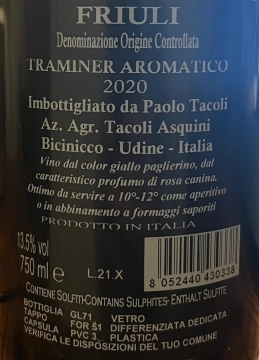 FRIULI
Denominazione Origine Controllata
TRAMINER AROMATICO
2020
Imbottigliato da Paolo Tacoli
Az. Agr. Tacoli Asquini
Bicinicco - Udine - Italia
Vino dal color giallo paglierino, dal
caratteristico profumo di rosa canina.
Ottimo da servire a 10°-12° come aperitivo
o in abbinamento a formaggi saporiti
PRODOTTO IN ITALIA
13.5% vol
750 ml e
L.21.X
8 052440 430338
CONTIENE SOLFITI-CONTAINS SULPHITES-ENTHALT SULFITE
BOTTIGLIA GL71 VETRO
TAPPO FOR 51 DIFFERENZIATA DEDICATA
CAPSULA PVC 3 PLASTICA
VERIFICA LE DISPOSIZIONI DEL TUO COMUNE